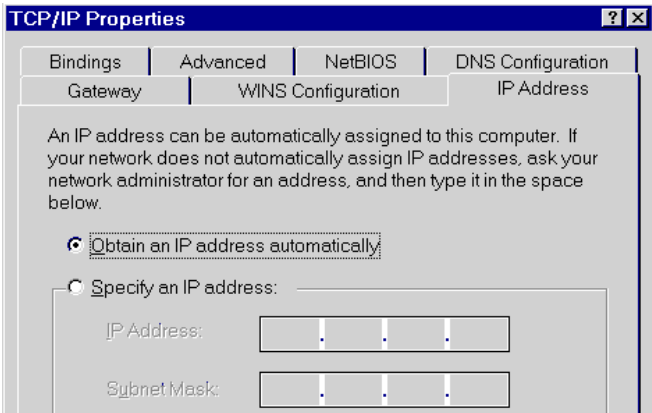 TCP/IP Properties
Bindings Advanced NetBIOS DNS Configuration
Gateway WINS Configuration IP Address
An IP address can be automatically assigned to this computer. If
your network does not automatically assign IP addresses, ask your
network administrator for an address, and then type it in the space
below.
Obtain an IP address automatically
Specify an IP address:
IP Address:
Subnet Mask: